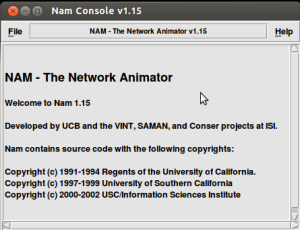 Nam Console v1.15
File
NAM - The Network Animator v1.15
Help
NAM - The Network Animator
Welcome to Nam 1.15
Developed by UCB and the VINT, SAMAN, and Conser projects at ISI.
Nam contains source code with the following copyrights:
Copyright (c) 1991-1994 Regents of the University of California.
Copyright (c) 1997-1999 University of Southern California
Copyright (c) 2000-2002 USC/Information Sciences Institute